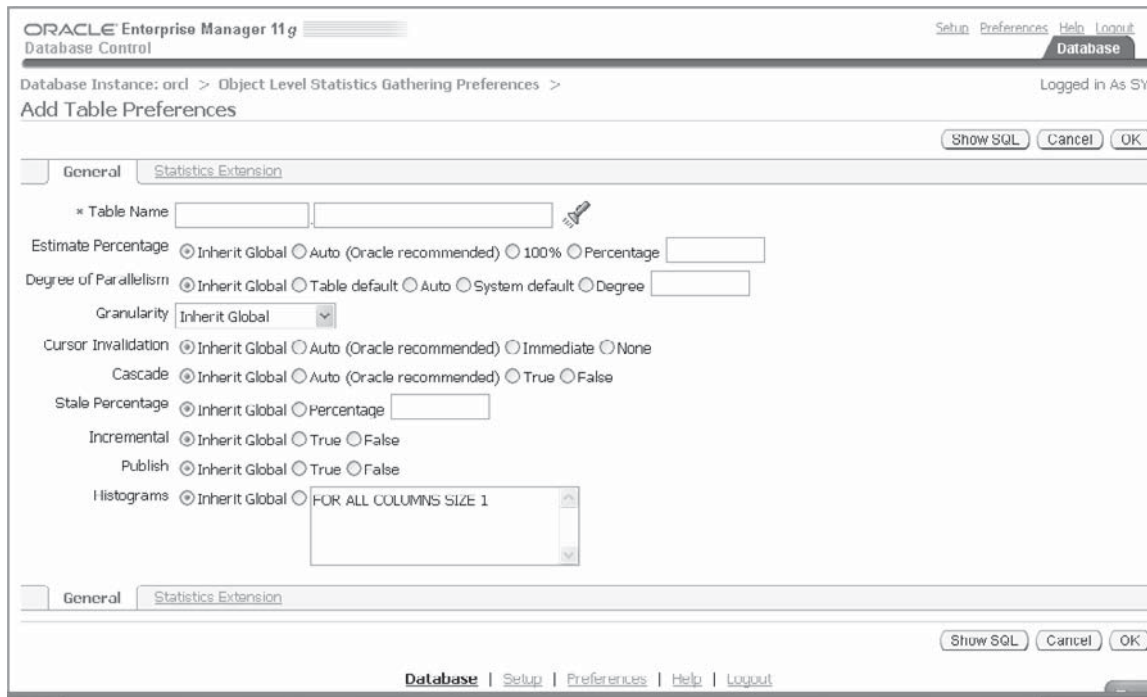 ORACLE Enterprise Manager 11g
Database Control
Setup Preferences Help Logout
Database
Database Instance: orcl > Object Level Statistics Gathering Preferences >
Logged in As SY
Add Table Preferences
Show SQL Cancel OK
General Statistics Extension
* Table Name .
Estimate Percentage Inherit Global Auto (Oracle recommended) 100% Percentage
Degree of Parallelism Inherit Global Table default Auto System default Degree
Granularity Inherit Global
Cursor Invalidation Inherit Global Auto (Oracle recommended) Immediate None
Cascade Inherit Global Auto (Oracle recommended) True False
Stale Percentage Inherit Global Percentage
Incremental Inherit Global True False
Publish Inherit Global True False
Histograms Inherit Global FOR ALL COLUMNS SIZE 1
General Statistics Extension
Show SQL Cancel OK
Database | Setup | Preferences | Help | Logout